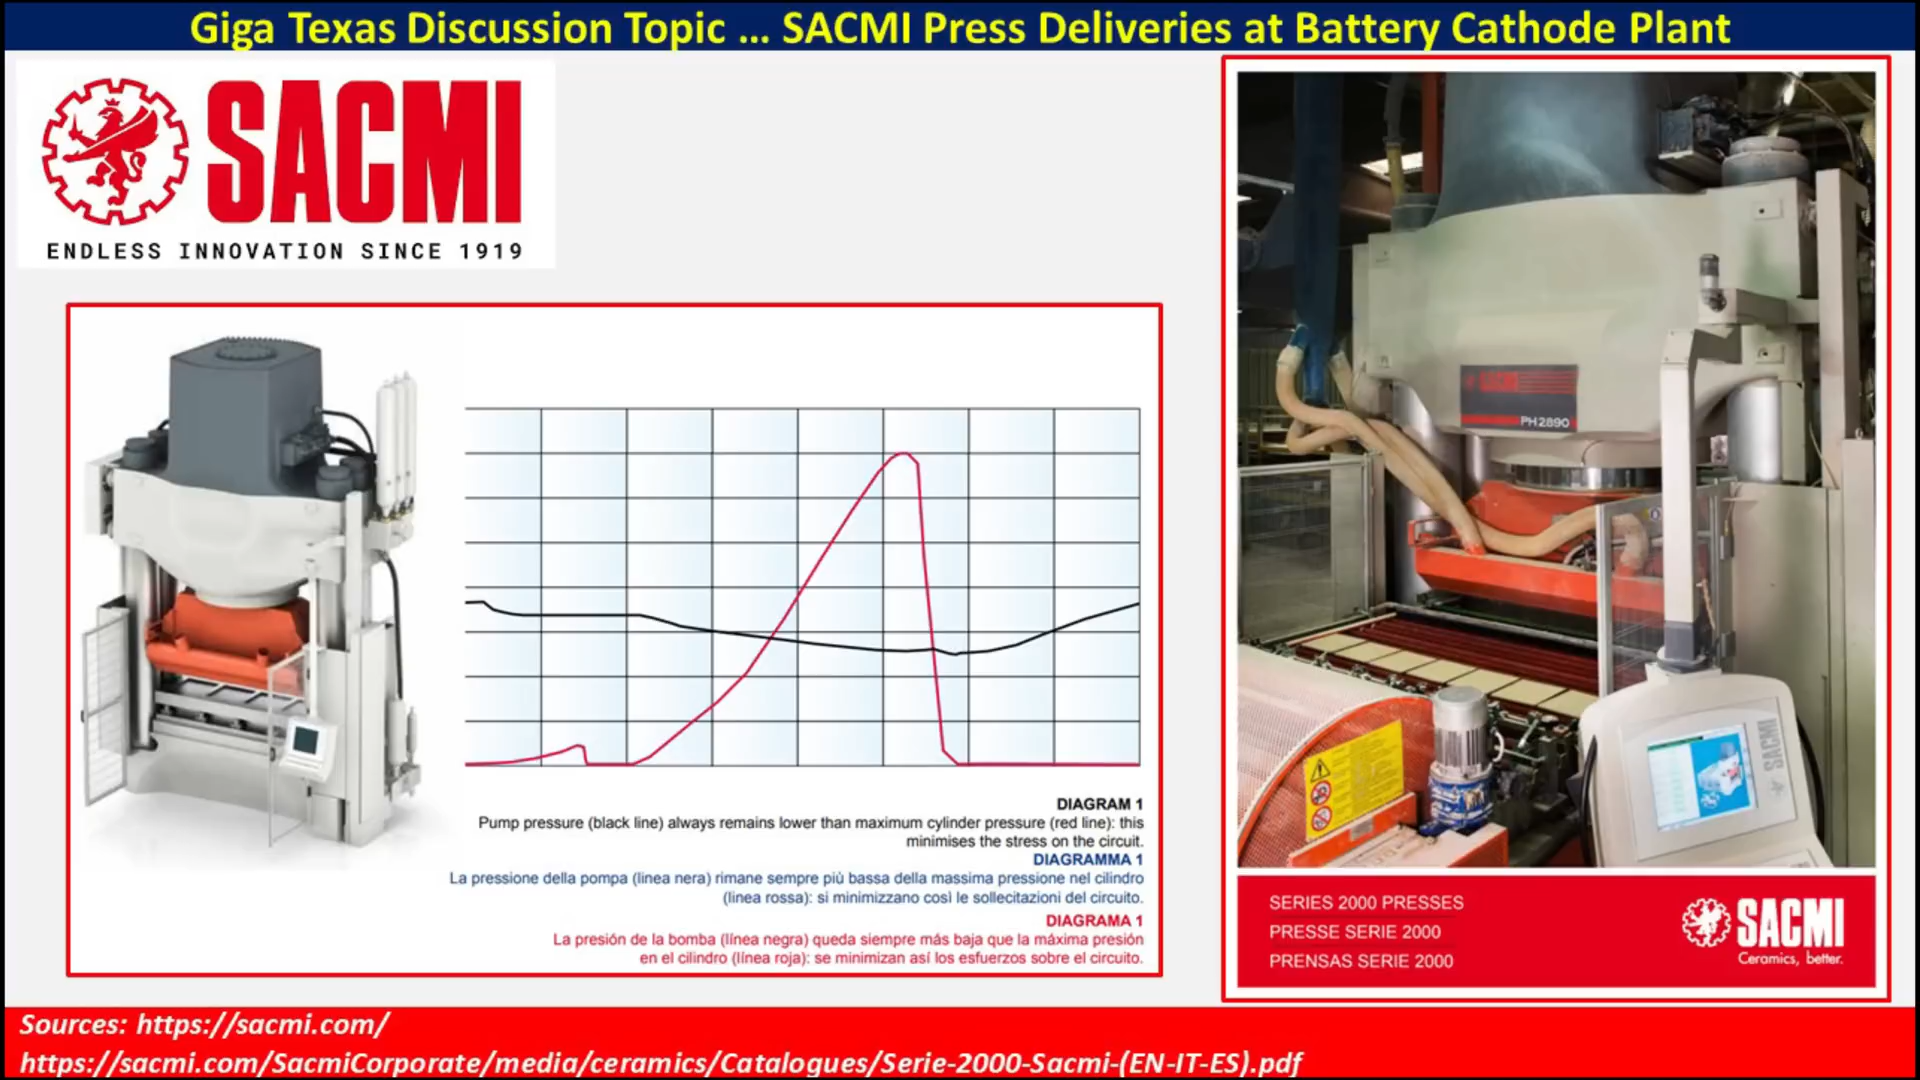 Giga Texas Discussion Topic ... SACMI Press Deliveries at Battery Cathode Plant
SACMI
ENDLESS INNOVATION SINCE 1919
DIAGRAM 1
Pump pressure (black line) always remains lower than maximum cylinder pressure (red line): this
minimises the stress on the circuit.
DIAGRAMMA 1
La pressione della pompa (linea nera) rimane sempre più bassa della massima pressione nel cilindro
(linea rossa): si minimizzano così le sollecitazioni del circuito.
DIAGRAMA 1
La presión de la bomba (línea negra) queda siempre más baja que la máxima presión
en el cilindro (línea roja): se minimizan así los esfuerzos sobre el circuito.
SACMI
PH2890
SACMI
SERIES 2000 PRESSES
PRESSE SERIE 2000
PRENSAS SERIE 2000
SACMI
Ceramics, better.
Sources: https://sacmi.com/
https://sacmi.com/SacmiCorporate/media/ceramics/Catalogues/Serie-2000-Sacmi-(EN-IT-ES).pdf